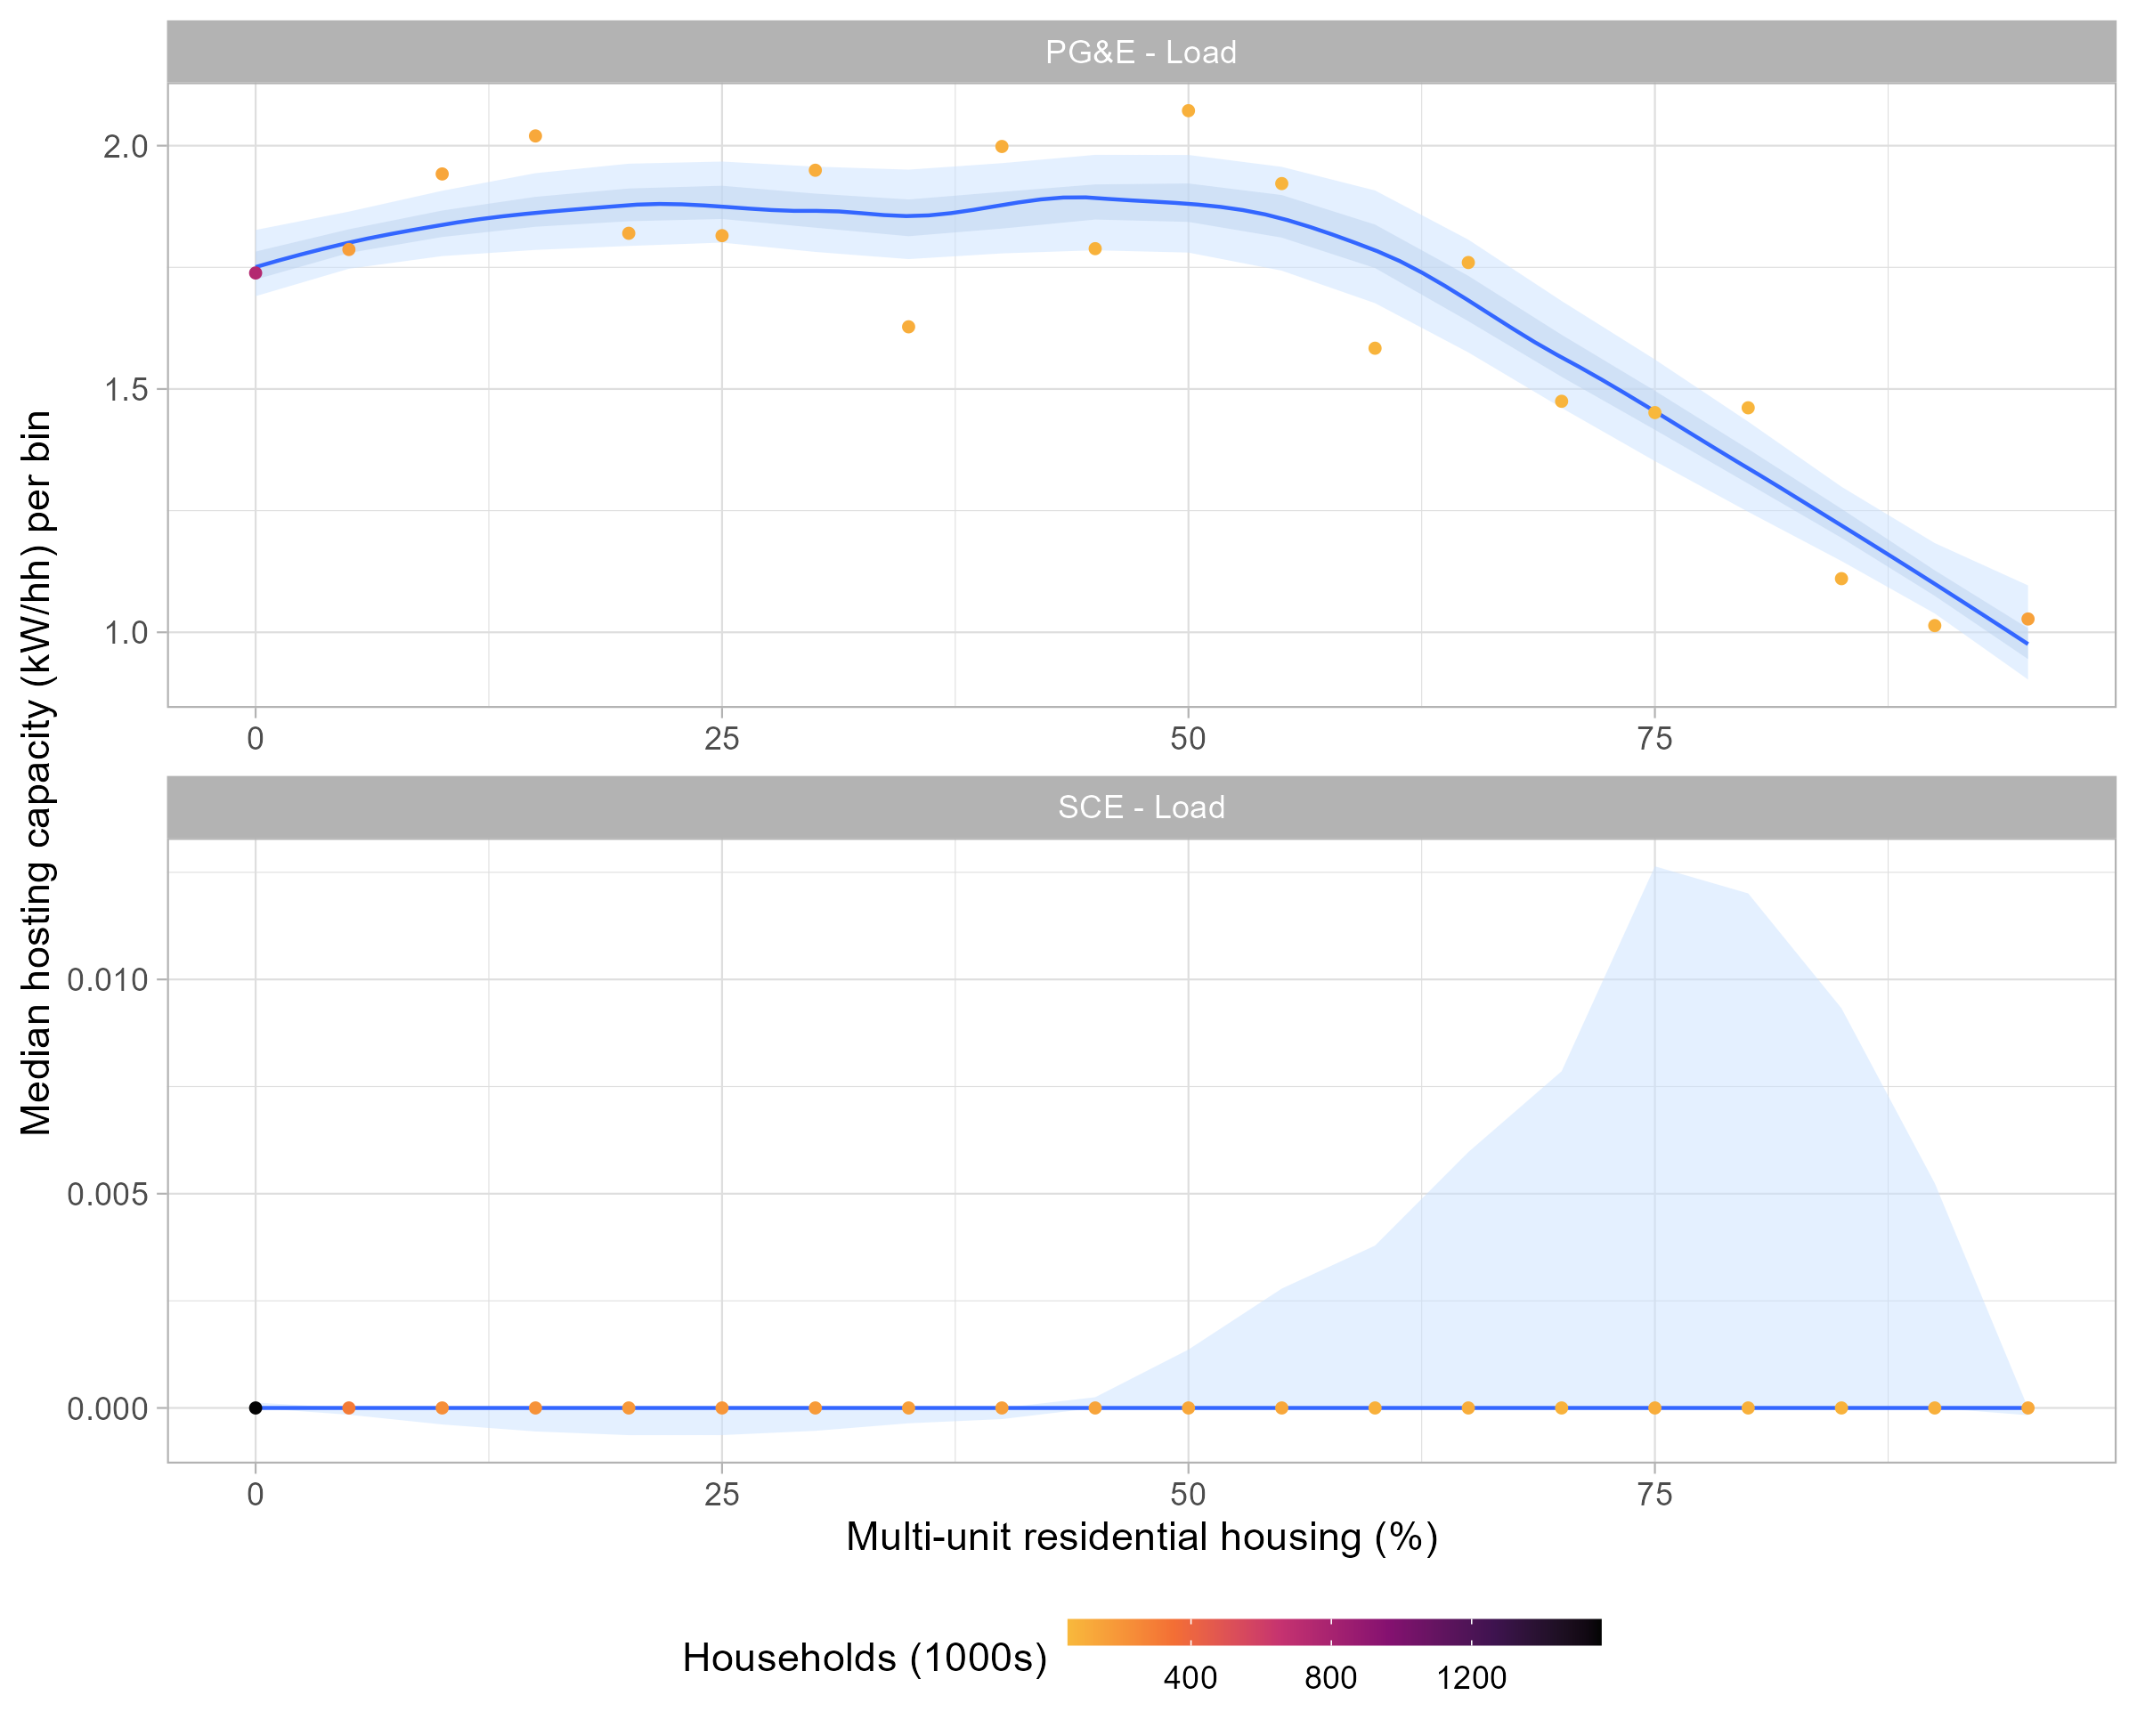 PG&E - Load
2.0
1.5
1.0
0 25 50 75
Median hosting capacity (kW/hh) per bin
SCE - Load
0.010
0.005
0.000
0 25 50 75
Multi-unit residential housing (%)
Households (1000s)
400 800 1200